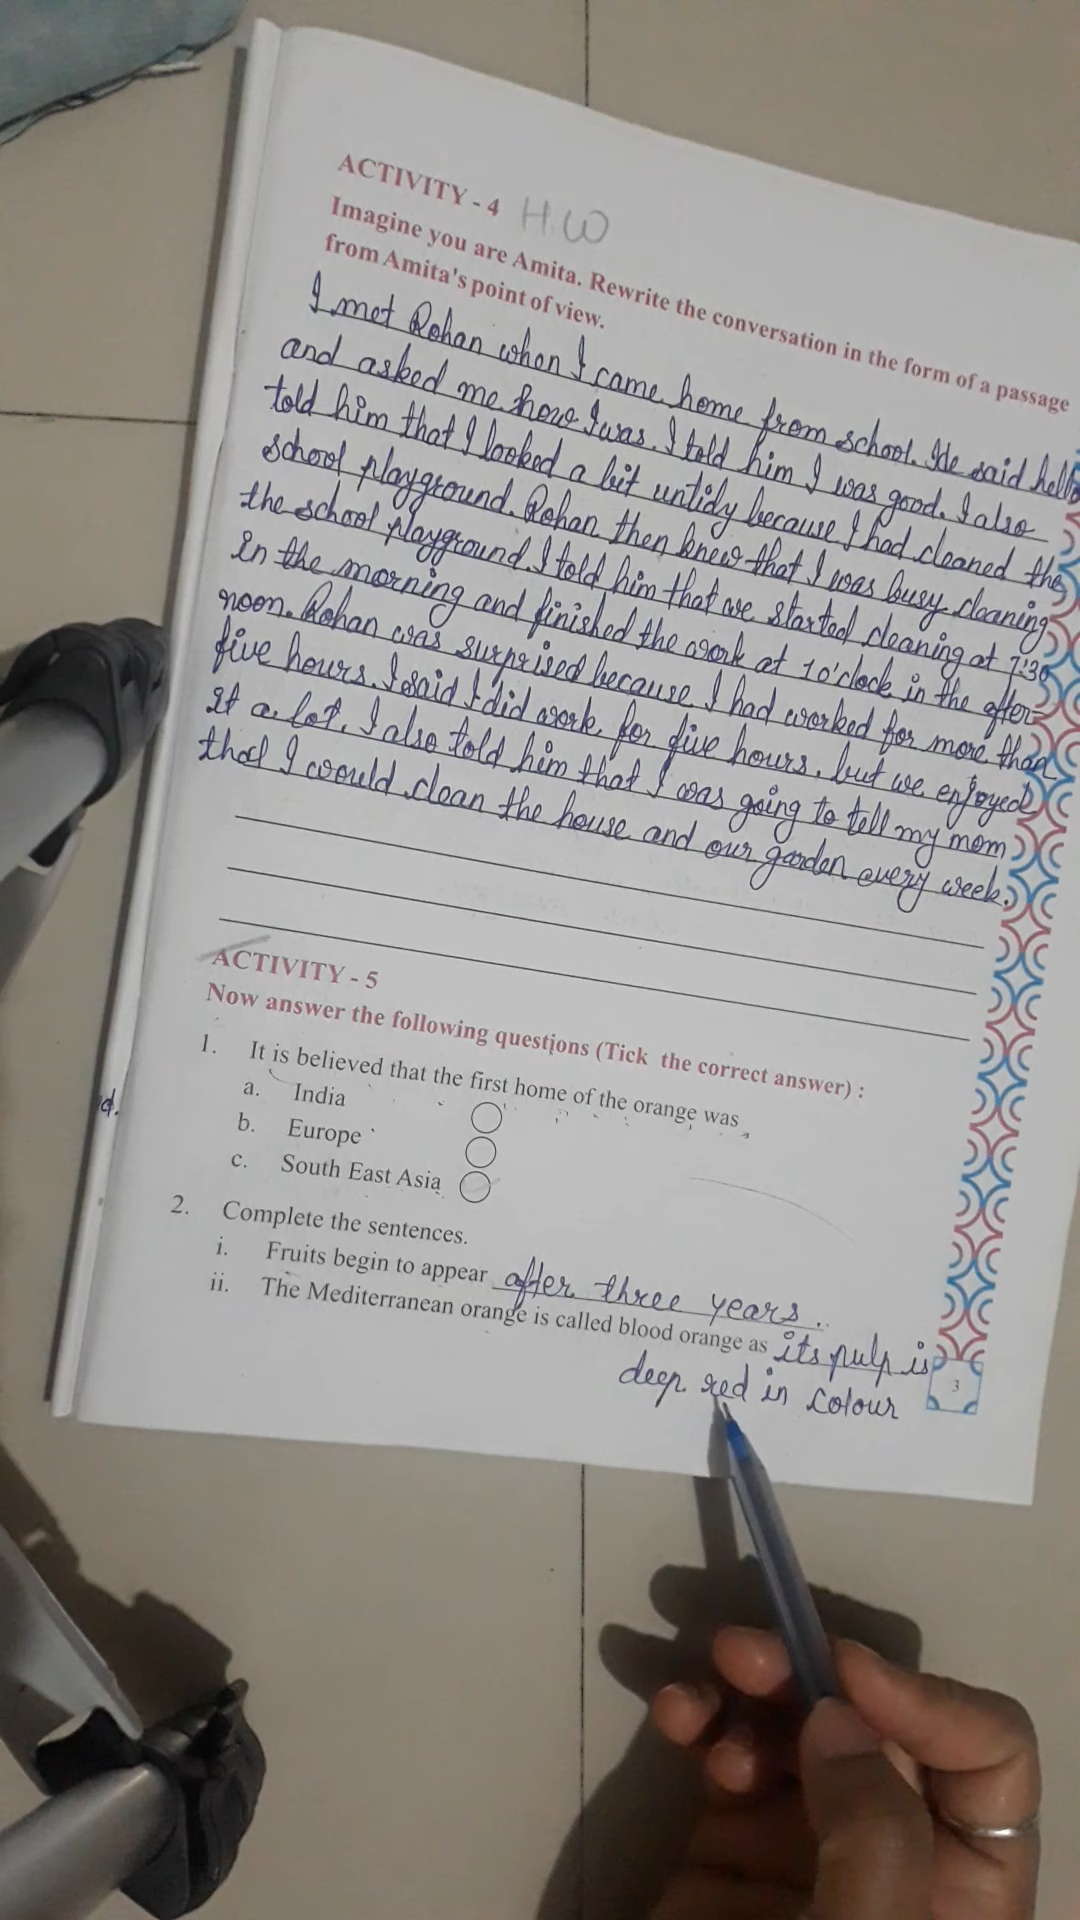 ACTIVITY - 4 H.W
Imagine you are Amita. Rewrite the conversation in the form of a passage
from Amita's point of view.
I met Rohan when I came home from school. He said hello
and asked me how I was. I told him I was good. I also
told him that I looked a bit untidy because I had cleaned the
school playground. Rohan then knew that I was busy cleaning
the school playground. I told him that we started cleaning at 7:30
in the morning and finished the work at 1 o'clock in the after-
noon. Rohan was surprised because I had worked for more than
five hours. I said I did work for five hours, but we enjoyed
it a lot. I also told him that I was going to tell my mom
that I would clean the house and our garden every week.
ACTIVITY - 5
Now answer the following questions (Tick the correct answer) :
1. It is believed that the first home of the orange was
a. India
b. Europe
c. South East Asia
d.
2. Complete the sentences.
i. Fruits begin to appear after three years..
ii. The Mediterranean orange is called blood orange as its pulp is
deep red in colour
3